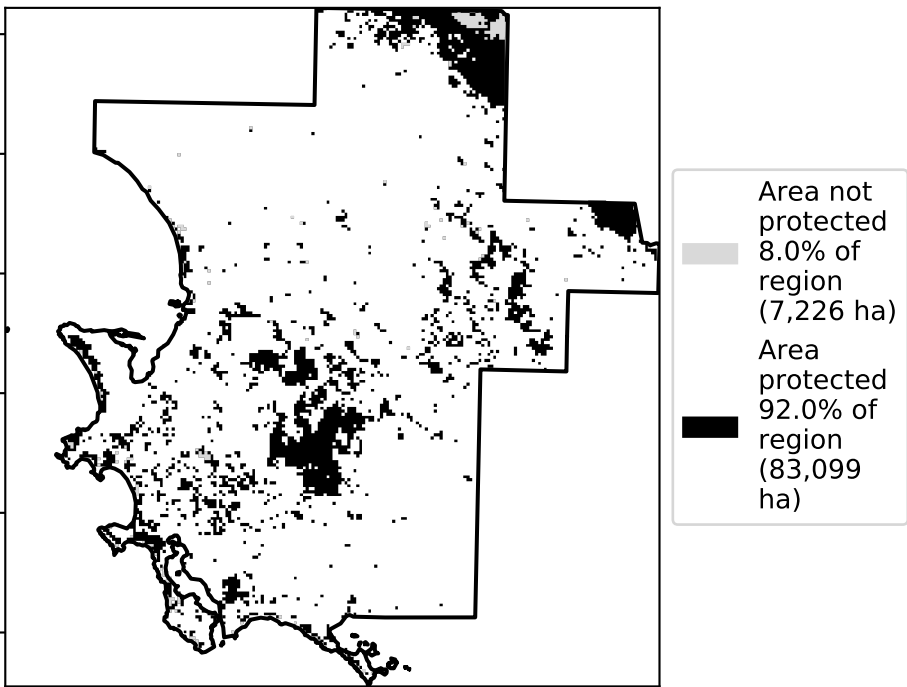 Area not
protected
8.0% of
region
(7,226 ha)
Area
protected
92.0% of
region
(83,099
ha)